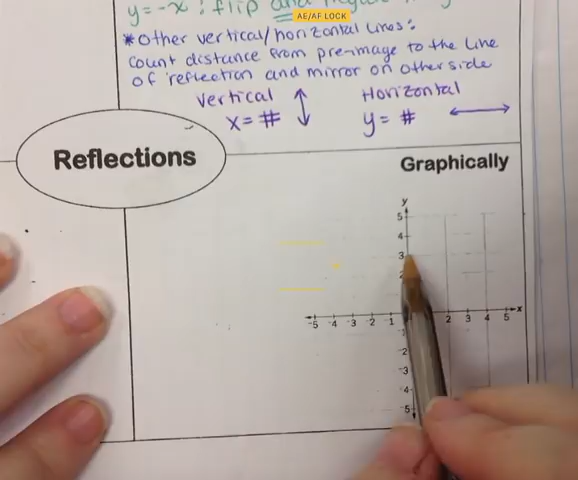 y=-x : flip and
AE/AF LOCK
*Other vertical/horizontal lines:
Count distance from pre-image to the line
of reflection and mirror on other side
Vertical Horizontal
x=# y=#
Reflections
Graphically
y
5
4
3
2
-5 -4 -3 -2 -1 2 3 4 5 x
-2
-3
-4
-5